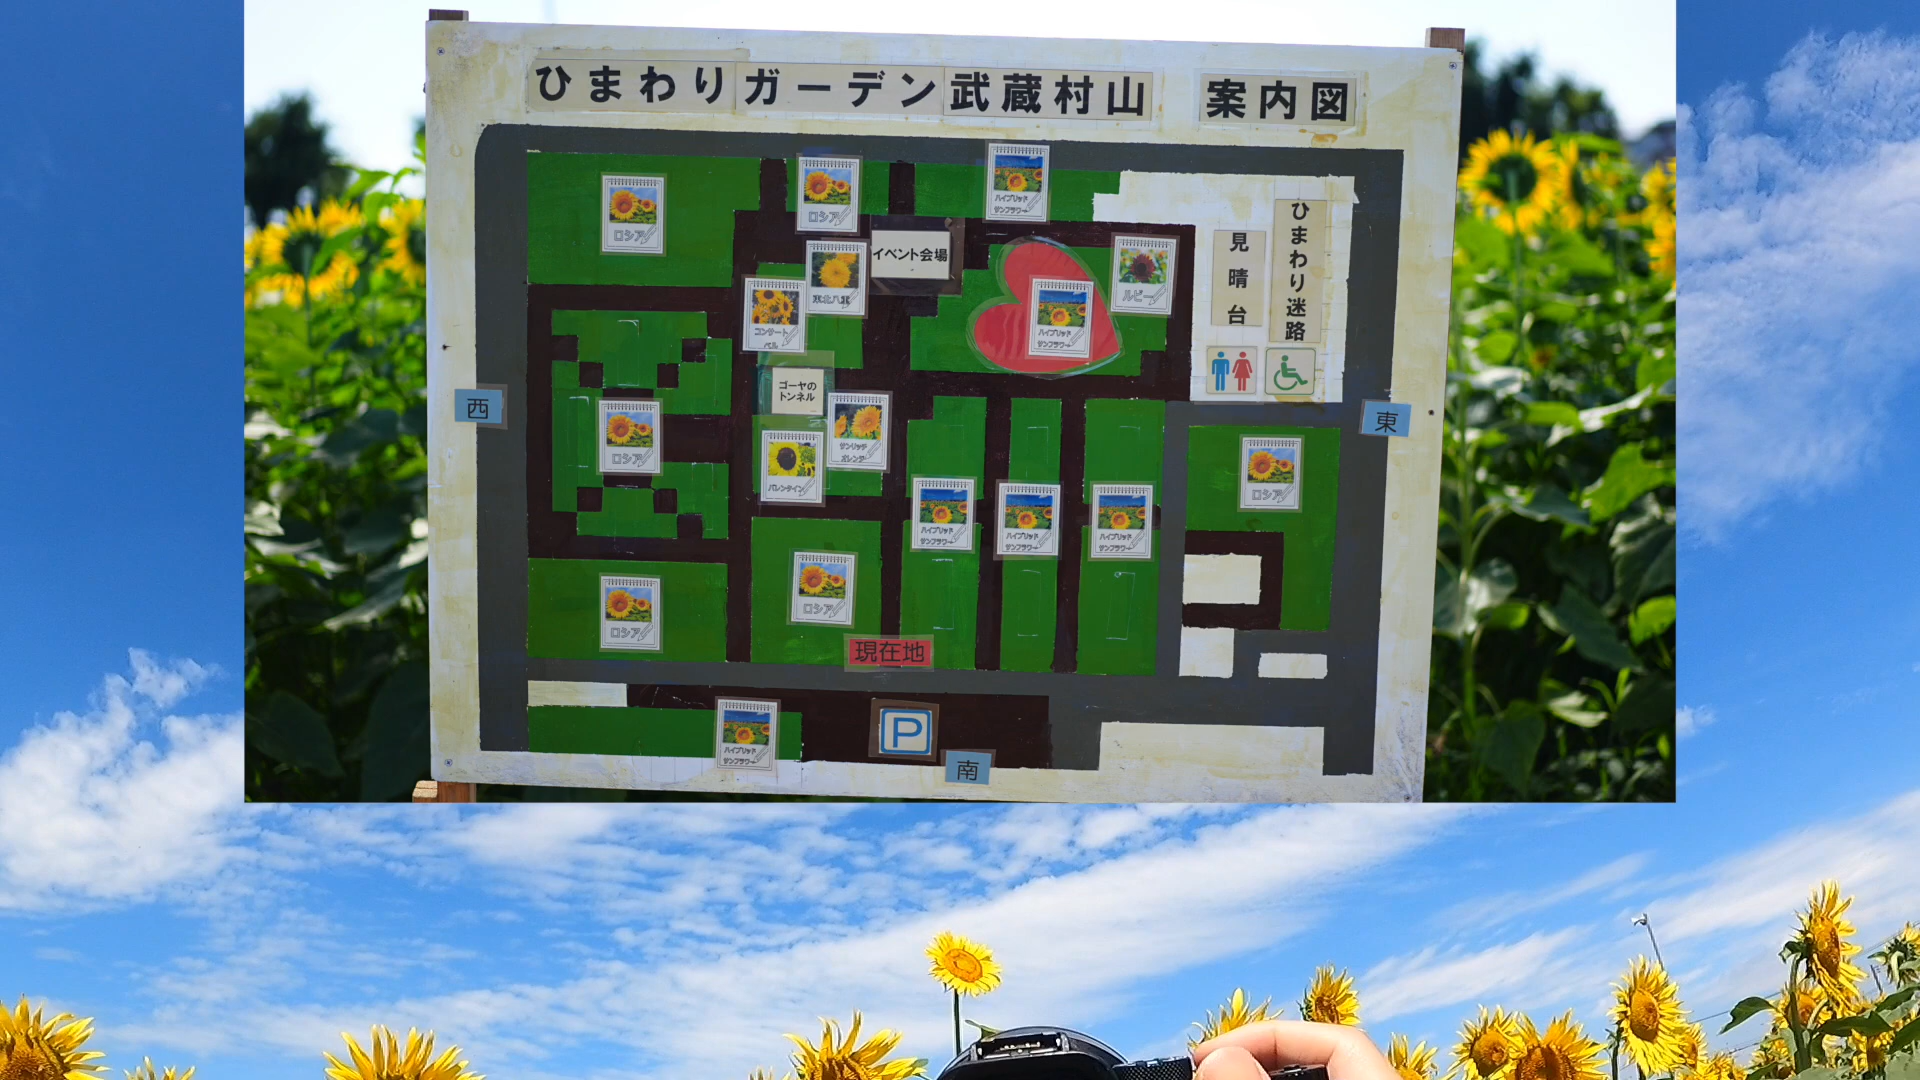 ひまわりガーデン武蔵村山 案内図
ロシア
ロシア
ハイブリッド
サンフラワー
イベント会場
東北八重
ルビー
コンサート
ベル
ハイブリッド
サンフラワー
見晴台
ひまわり迷路
ゴーヤの
トンネル
西
東
ロシア
サンリッチ
オレンジ
バレンタイン
ロシア
ハイブリッド
サンフラワー
ハイブリッド
サンフラワー
ハイブリッド
サンフラワー
ロシア
ロシア
現在地
ハイブリッド
サンフラワー
P
南